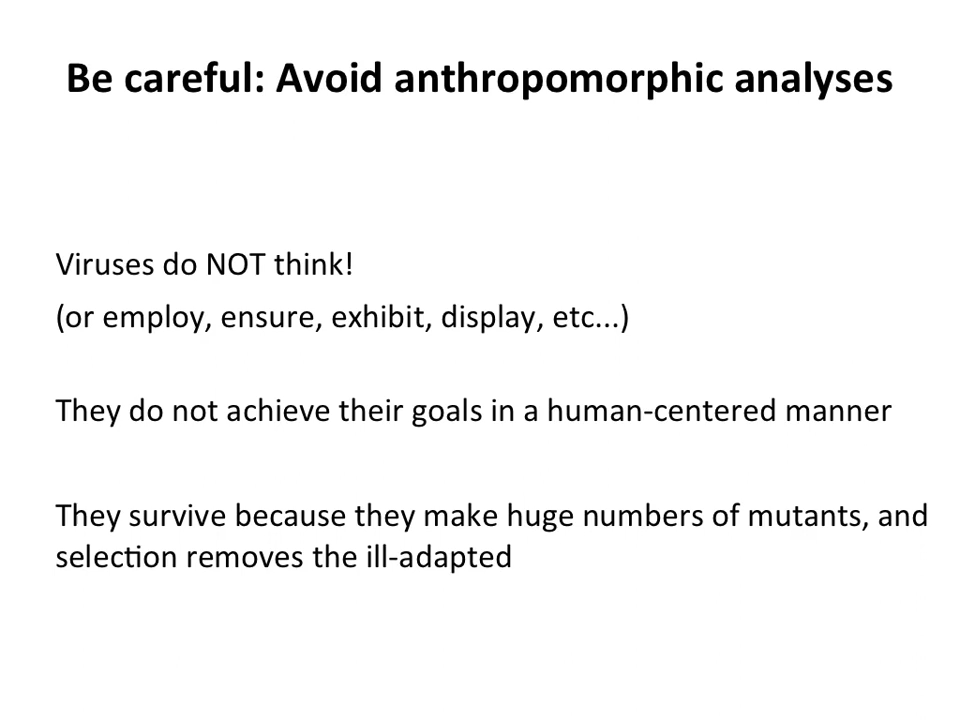 Be careful: Avoid anthropomorphic analyses
Viruses do NOT think!
(or employ, ensure, exhibit, display, etc...)
They do not achieve their goals in a human-centered manner
They survive because they make huge numbers of mutants, and
selection removes the ill-adapted